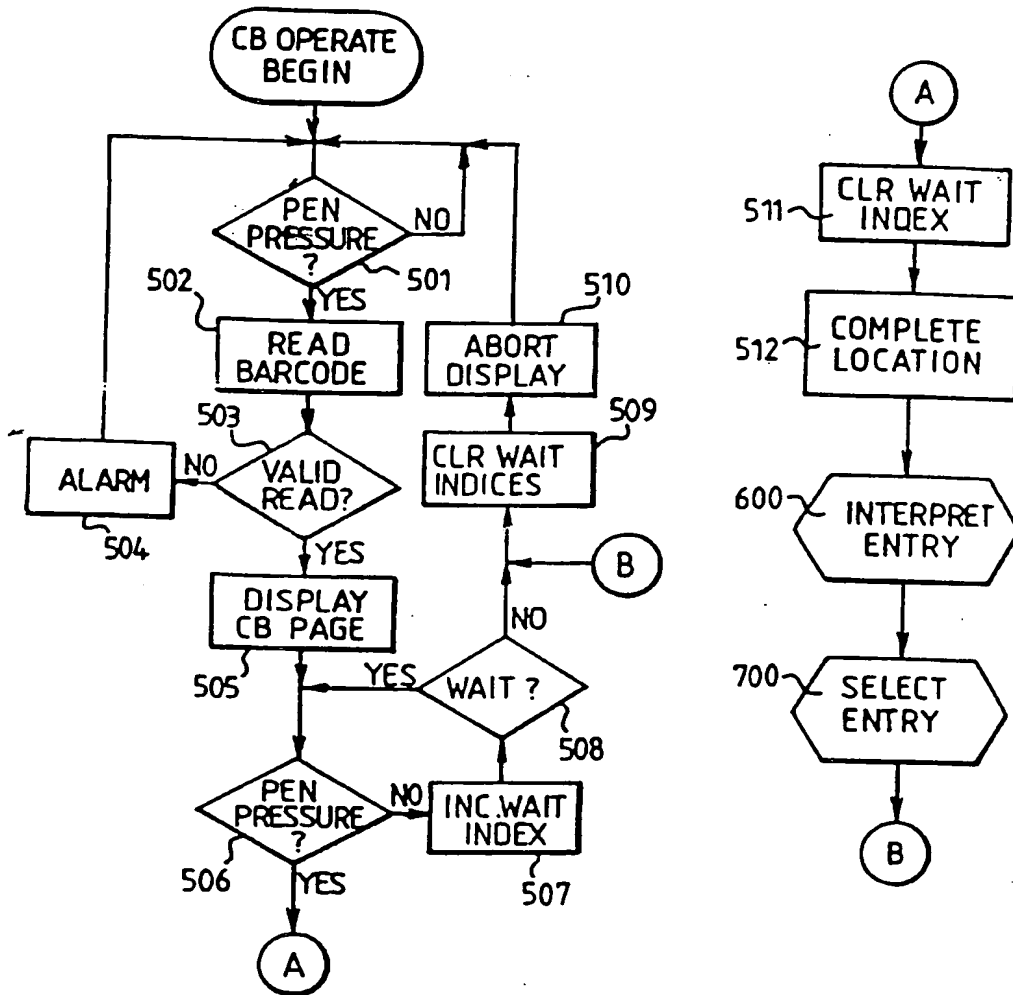 CB OPERATE
BEGIN
PEN
PRESSURE
?
NO
501
YES
502
READ
BARCODE
503
VALID
READ?
NO
ALARM
504
YES
DISPLAY
CB PAGE
505
PEN
PRESSURE
?
506
NO
YES
A
INC. WAIT
INDEX
507
WAIT ?
508
YES
NO
B
CLR WAIT
INDICES
509
ABORT
DISPLAY
510
A
CLR WAIT
INDEX
511
COMPLETE
LOCATION
512
INTERPRET
ENTRY
600
SELECT
ENTRY
700
B